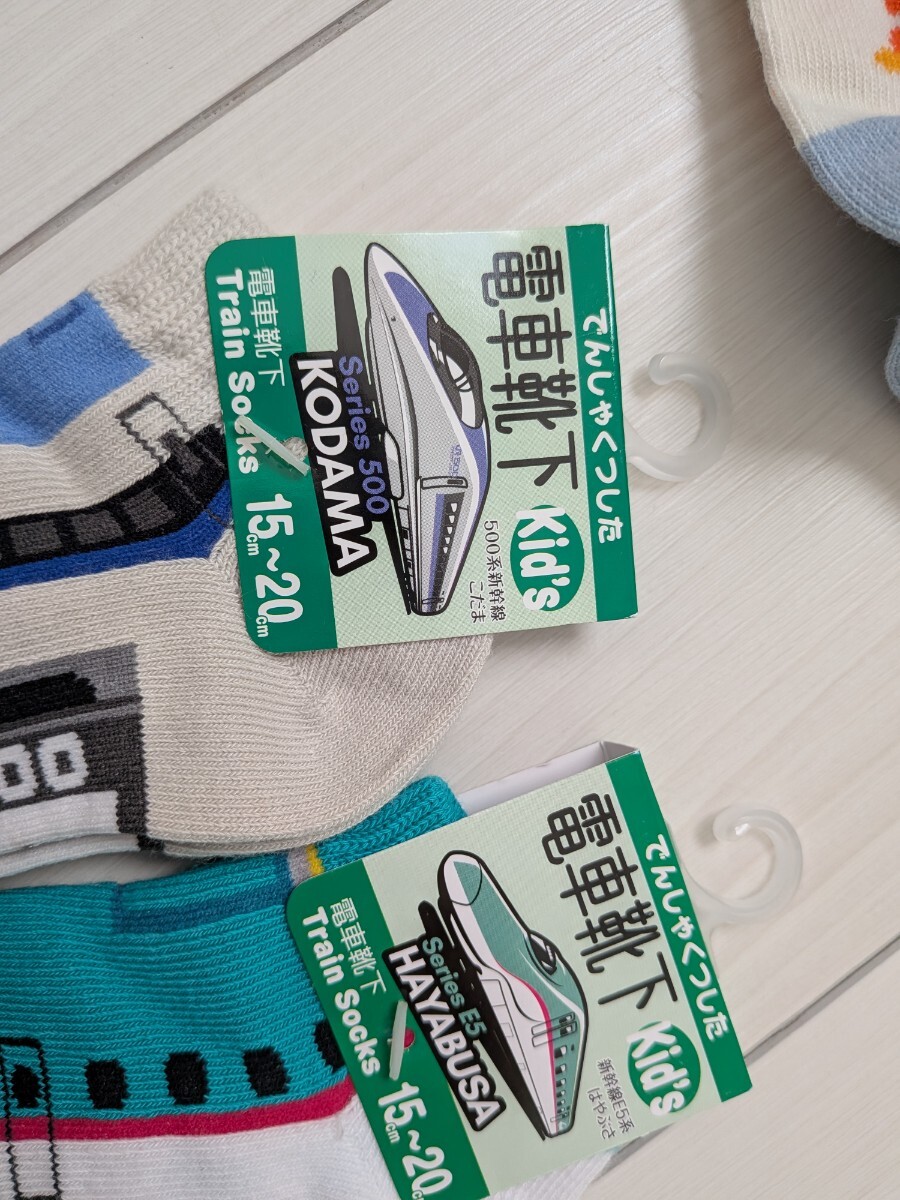 でんしゃくつした
電車靴下
Kid's
500系新幹線
こだま
Series 500
KODAMA
電車靴下
Train Socks
15cm~20cm
でんしゃくつした
電車靴下
Kid's
新幹線E5系
はやぶさ
Series E5
HAYABUSA
電車靴下
Train Socks
15cm~20cm
00